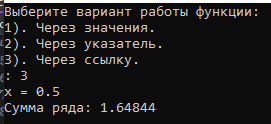 Выберите вариант работы функции:
1). Через значения.
2). Через указатель.
3). Через ссылку.
: 3
x = 0.5
Сумма ряда: 1.64844